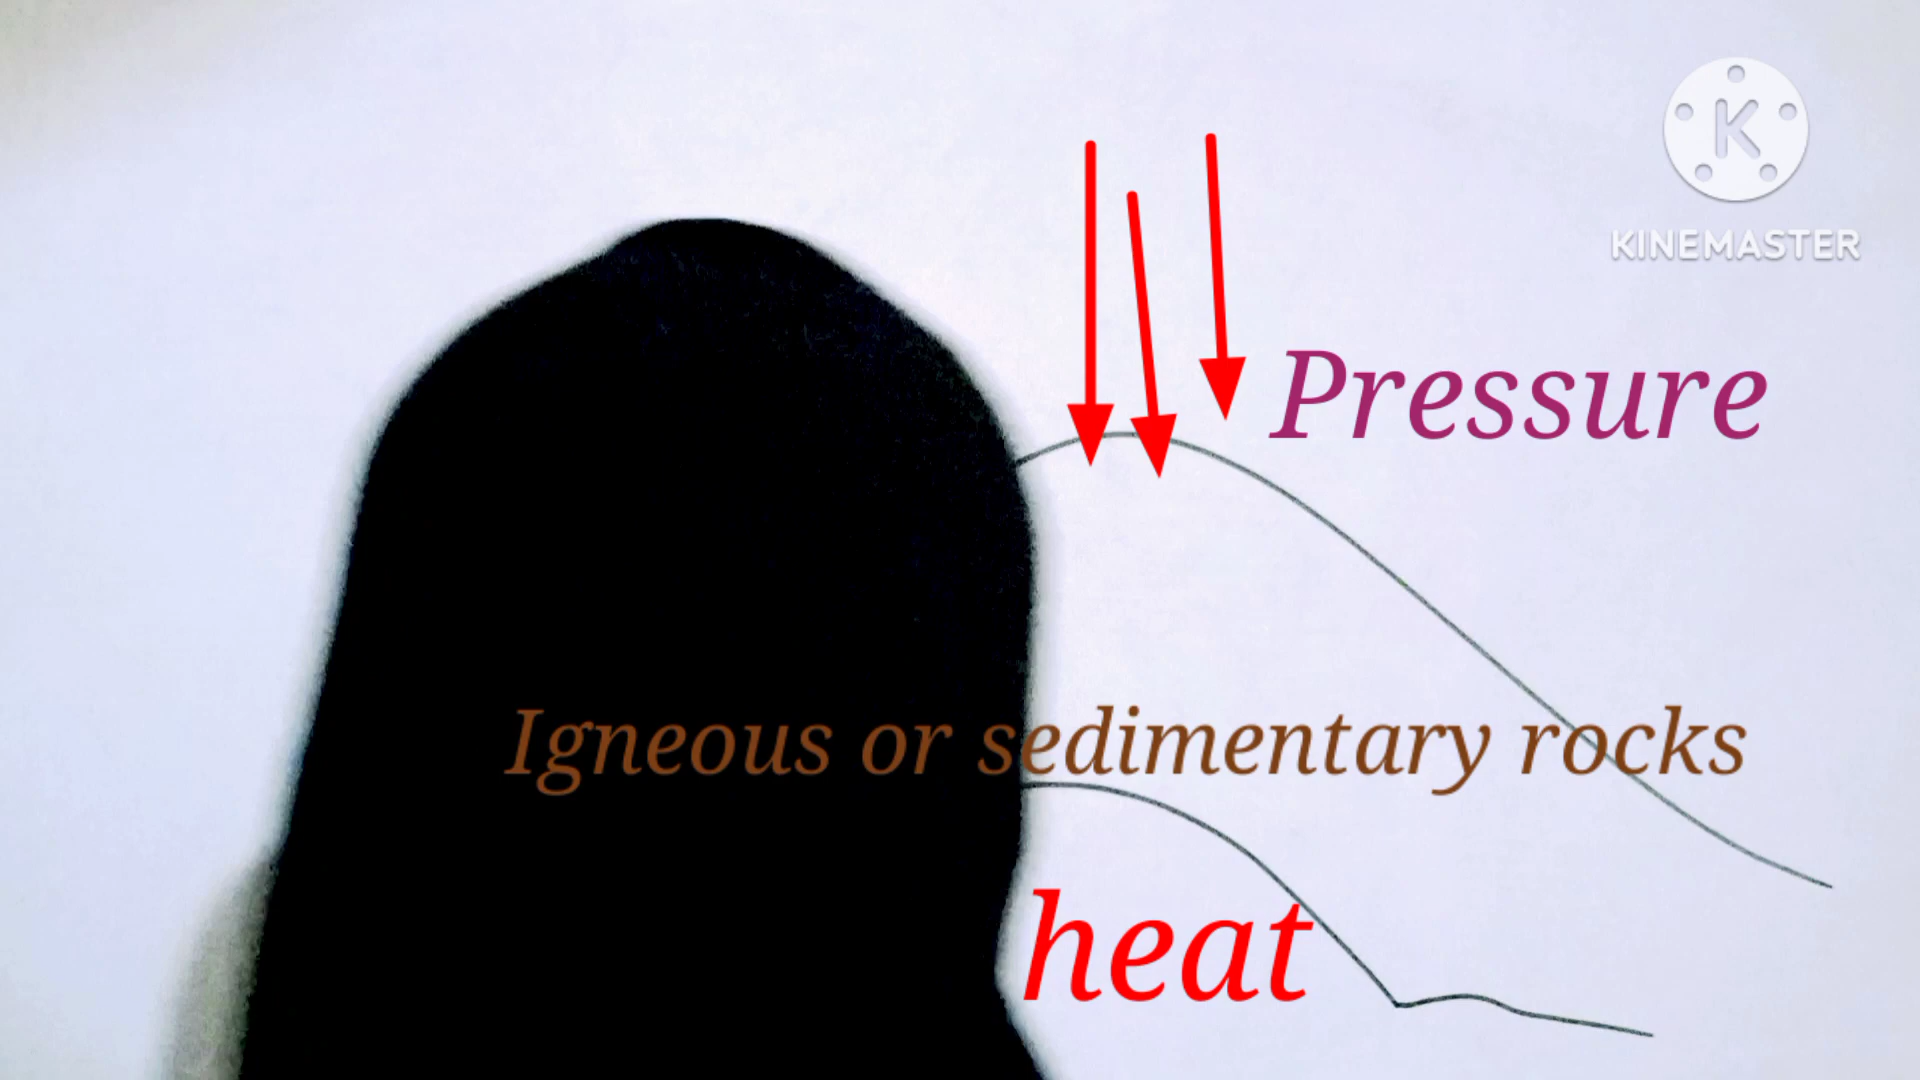 K
KINEMASTER
Pressure
Igneous or sedimentary rocks
heat